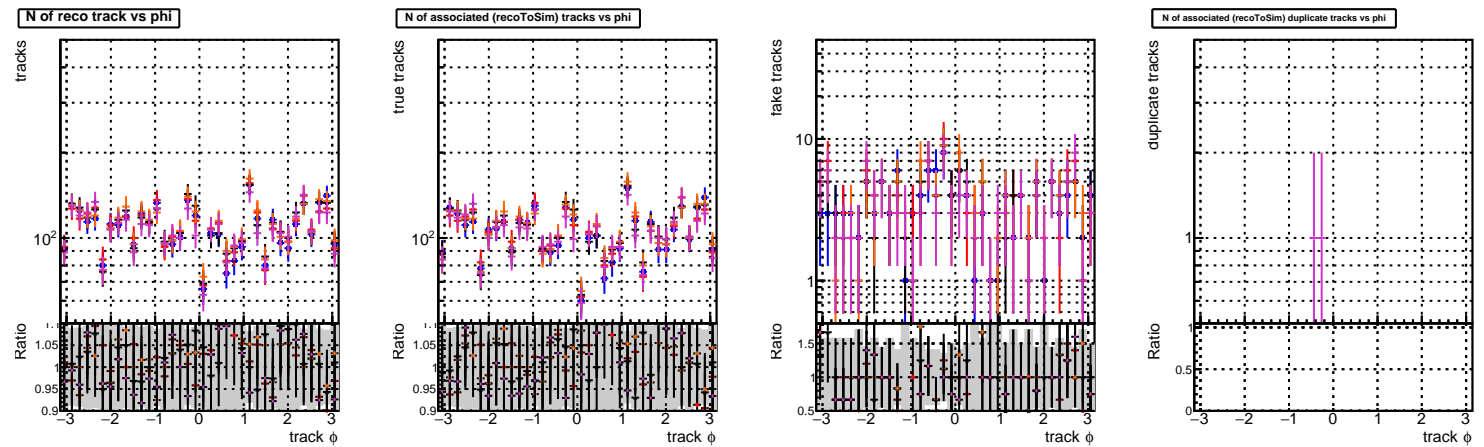 N of reco track vs phi
tracks
10²
Ratio
1.1
1.05
1
0.95
0.9
−3 −2 −1 0 1 2 3
track ϕ
N of associated (recoToSim) tracks vs phi
true tracks
10²
Ratio
1.1
1.05
1
0.95
0.9
−3 −2 −1 0 1 2 3
track ϕ
fake tracks
10
1
Ratio
1.5
1
0.5
−3 −2 −1 0 1 2 3
track ϕ
N of associated (recoToSim) duplicate tracks vs phi
duplicate tracks
1
Ratio
1
0.5
0
−3 −2 −1 0 1 2 3
track ϕ